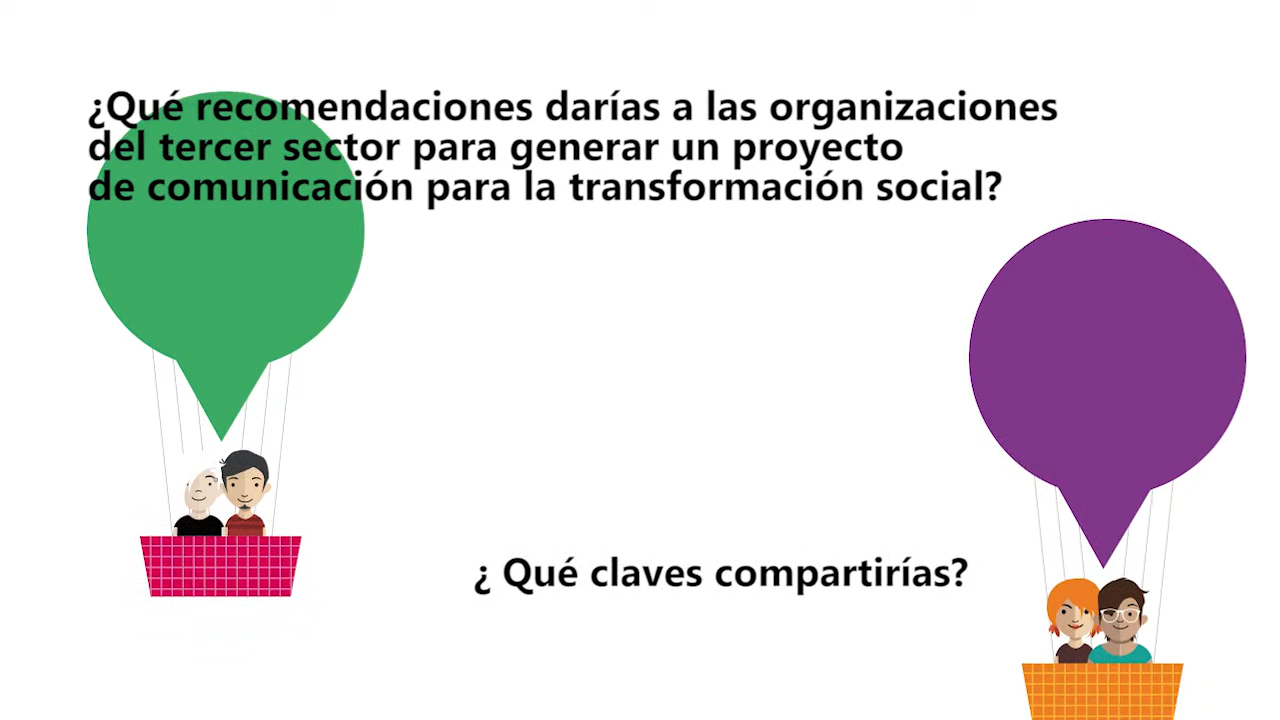 ¿Qué recomendaciones darías a las organizaciones
del tercer sector para generar un proyecto
de comunicación para la transformación social?
¿ Qué claves compartirías?